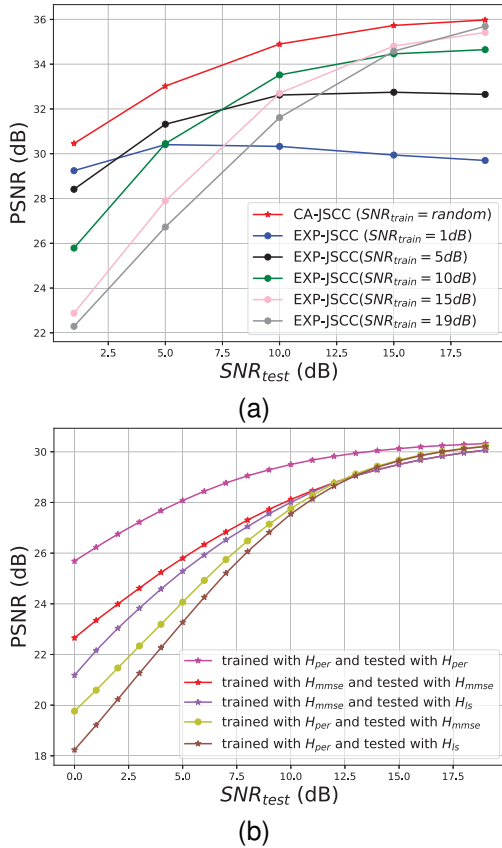 36
34
32
30
28
26
24
22
PSNR (dB)
CA-JSCC (SNR_train = random)
EXP-JSCC (SNR_train = 1dB)
EXP-JSCC(SNR_train = 5dB)
EXP-JSCC(SNR_train = 10dB)
EXP-JSCC(SNR_train = 15dB)
EXP-JSCC(SNR_train = 19dB)
2.5 5.0 7.5 10.0 12.5 15.0 17.5
SNR_test (dB)
(a)
30
28
26
24
22
20
18
PSNR (dB)
trained with H_per and tested with H_per
trained with H_mmse and tested with H_mmse
trained with H_mmse and tested with H_ls
trained with H_per and tested with H_mmse
trained with H_per and tested with H_ls
0.0 2.5 5.0 7.5 10.0 12.5 15.0 17.5
SNR_test (dB)
(b)